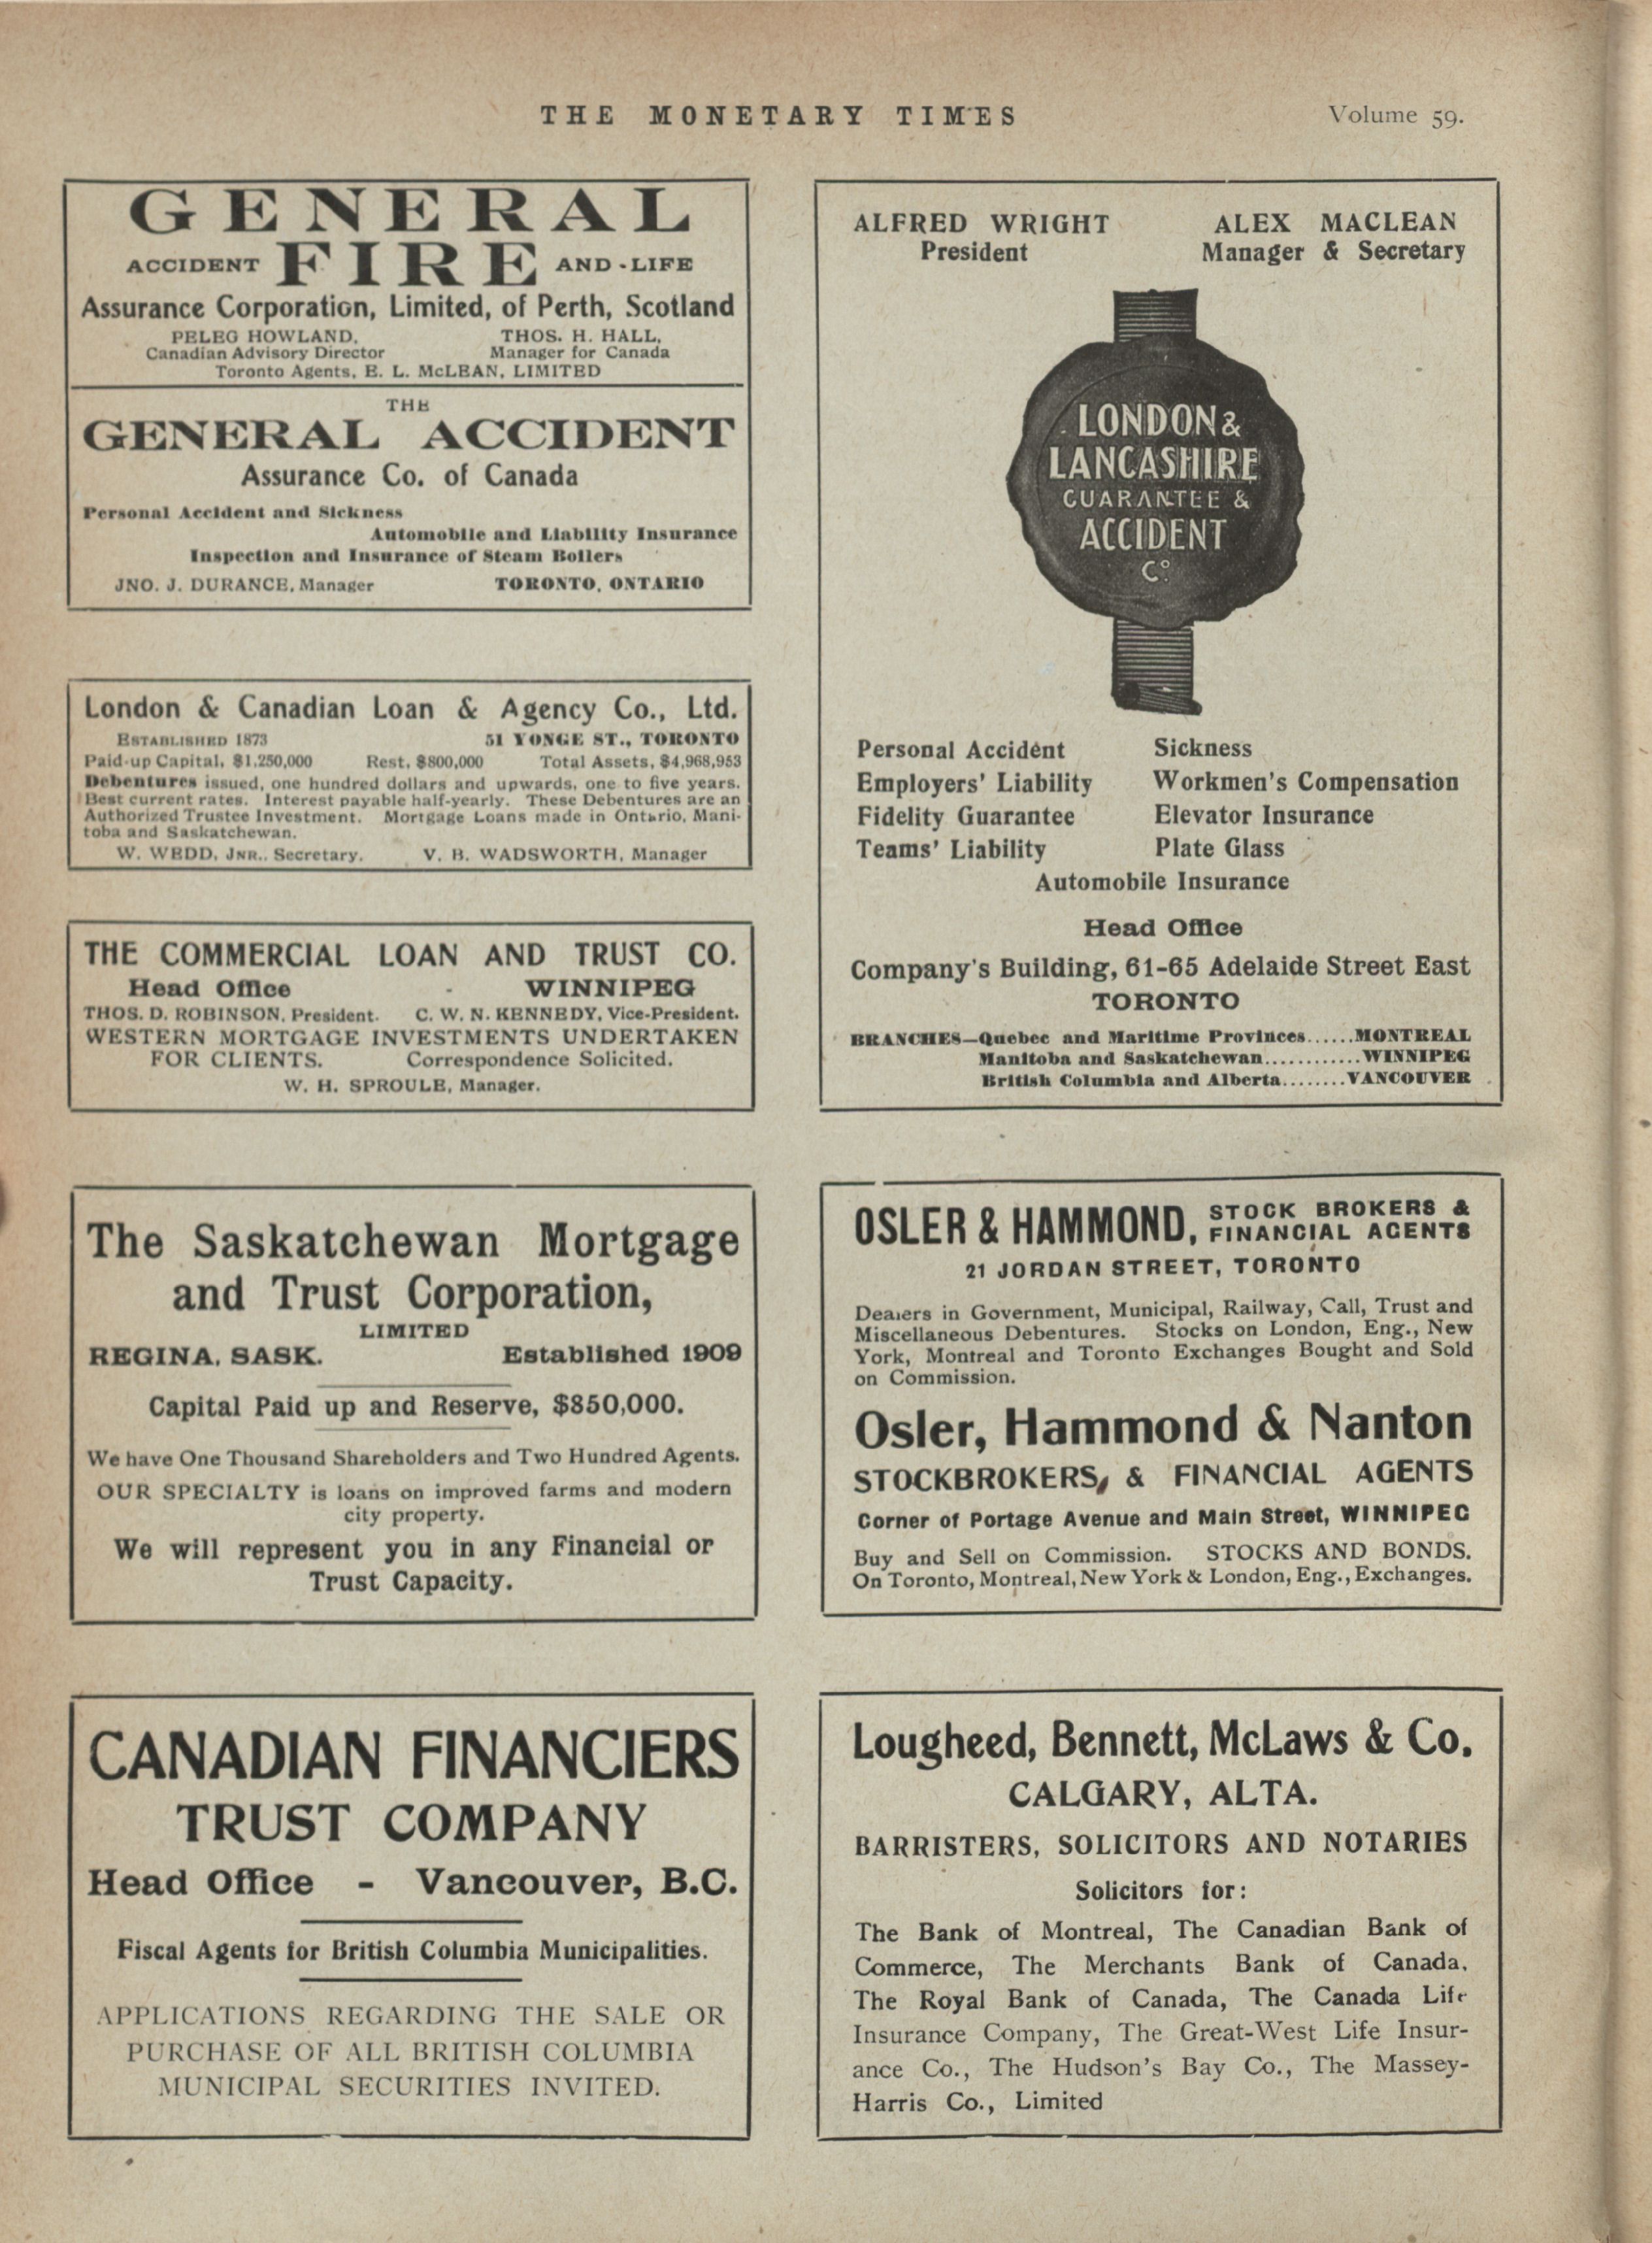 THE MONETARY TIMES
Volume 59.
GENERAL
ACCIDENT FIRE AND-LIFE
Assurance Corporation, Limited, of Perth, Scotland
PELEG HOWLAND, THOS. H. HALL,
Canadian Advisory Director Manager for Canada
Toronto Agents, E. L. McLEAN, LIMITED
THE
GENERAL ACCIDENT
Assurance Co. of Canada
Personal Accident and Sickness
Automobile and Liability Insurance
Inspection and Insurance of Steam Boilers
JNO. J. DURANCE, Manager TORONTO, ONTARIO
London & Canadian Loan & Agency Co., Ltd.
ESTABLISHED 1873 51 YONGE ST., TORONTO
Paid-up Capital, $1,250,000 Rest, $800,000 Total Assets, $4,968,953
Debentures issued, one hundred dollars and upwards, one to five years.
Best current rates. Interest payable half-yearly. These Debentures are an
Authorized Trustee Investment. Mortgage Loans made in Ontario, Mani-
toba and Saskatchewan.
W. WEDD, JNR., Secretary. V. B. WADSWORTH, Manager
THE COMMERCIAL LOAN AND TRUST CO.
Head Office - WINNIPEG
THOS. D. ROBINSON, President. C. W. N. KENNEDY, Vice-President.
WESTERN MORTGAGE INVESTMENTS UNDERTAKEN
FOR CLIENTS. Correspondence Solicited.
W. H. SPROULE, Manager.
The Saskatchewan Mortgage
and Trust Corporation,
LIMITED
REGINA, SASK. Established 1909
Capital Paid up and Reserve, $850,000.
We have One Thousand Shareholders and Two Hundred Agents.
OUR SPECIALTY is loans on improved farms and modern
city property.
We will represent you in any Financial or
Trust Capacity.
CANADIAN FINANCIERS
TRUST COMPANY
Head Office - Vancouver, B.C.
Fiscal Agents for British Columbia Municipalities.
APPLICATIONS REGARDING THE SALE OR
PURCHASE OF ALL BRITISH COLUMBIA
MUNICIPAL SECURITIES INVITED.
ALFRED WRIGHT ALEX MACLEAN
President Manager & Secretary
LONDON &
LANCASHIRE
GUARANTEE &
ACCIDENT
Co.
Personal Accident Sickness
Employers' Liability Workmen's Compensation
Fidelity Guarantee Elevator Insurance
Teams' Liability Plate Glass
Automobile Insurance
Head Office
Company's Building, 61-65 Adelaide Street East
TORONTO
BRANCHES—Quebec and Maritime Provinces......MONTREAL
Manitoba and Saskatchewan............WINNIPEG
British Columbia and Alberta........VANCOUVER
OSLER & HAMMOND, STOCK BROKERS &
FINANCIAL AGENTS
21 JORDAN STREET, TORONTO
Dealers in Government, Municipal, Railway, Call, Trust and
Miscellaneous Debentures. Stocks on London, Eng., New
York, Montreal and Toronto Exchanges Bought and Sold
on Commission.
Osler, Hammond & Nanton
STOCKBROKERS, & FINANCIAL AGENTS
Corner of Portage Avenue and Main Street, WINNIPEG
Buy and Sell on Commission. STOCKS AND BONDS.
On Toronto, Montreal, New York & London, Eng., Exchanges.
Lougheed, Bennett, McLaws & Co.
CALGARY, ALTA.
BARRISTERS, SOLICITORS AND NOTARIES
Solicitors for:
The Bank of Montreal, The Canadian Bank of
Commerce, The Merchants Bank of Canada,
The Royal Bank of Canada, The Canada Life
Insurance Company, The Great-West Life Insur-
ance Co., The Hudson's Bay Co., The Massey-
Harris Co., Limited